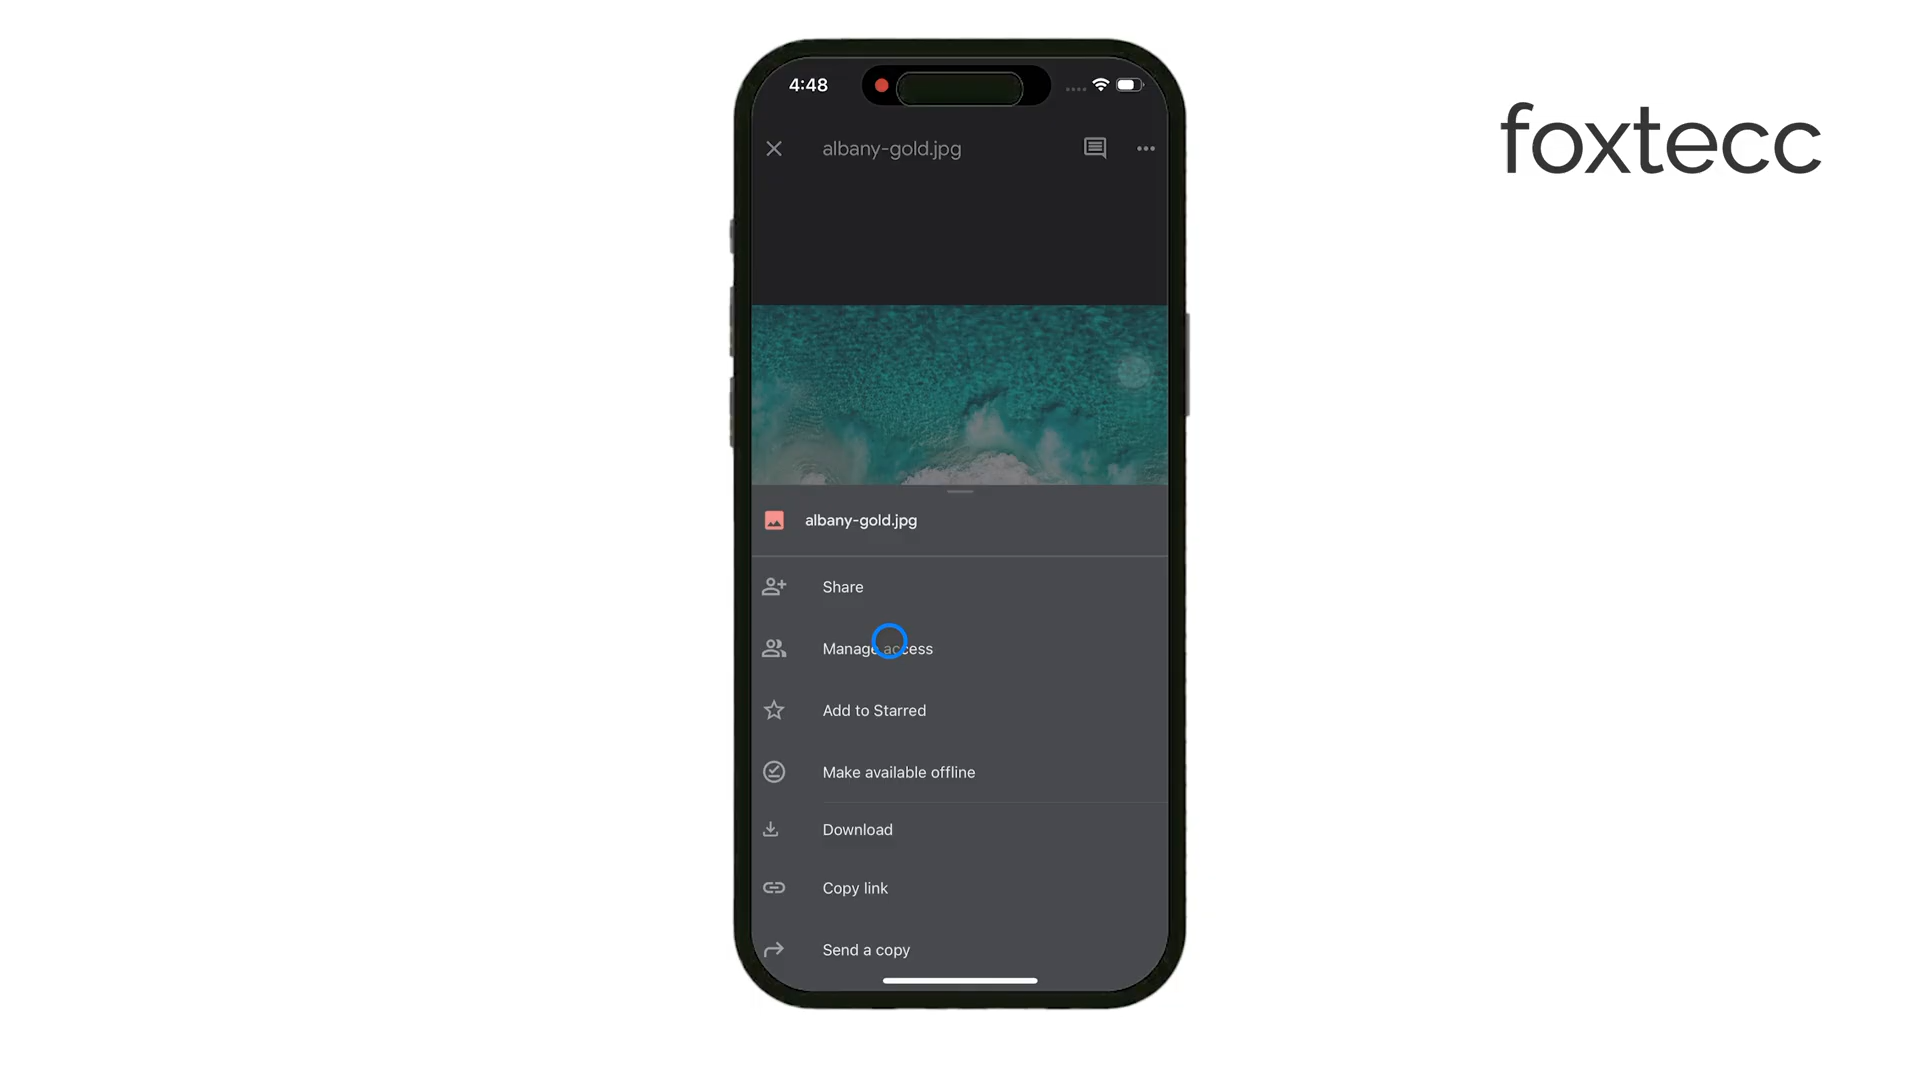 4:48
foxtecc
albany-gold.jpg
albany-gold.jpg
Share
Manage access
Add to Starred
Make available offline
Download
Copy link
Send a copy